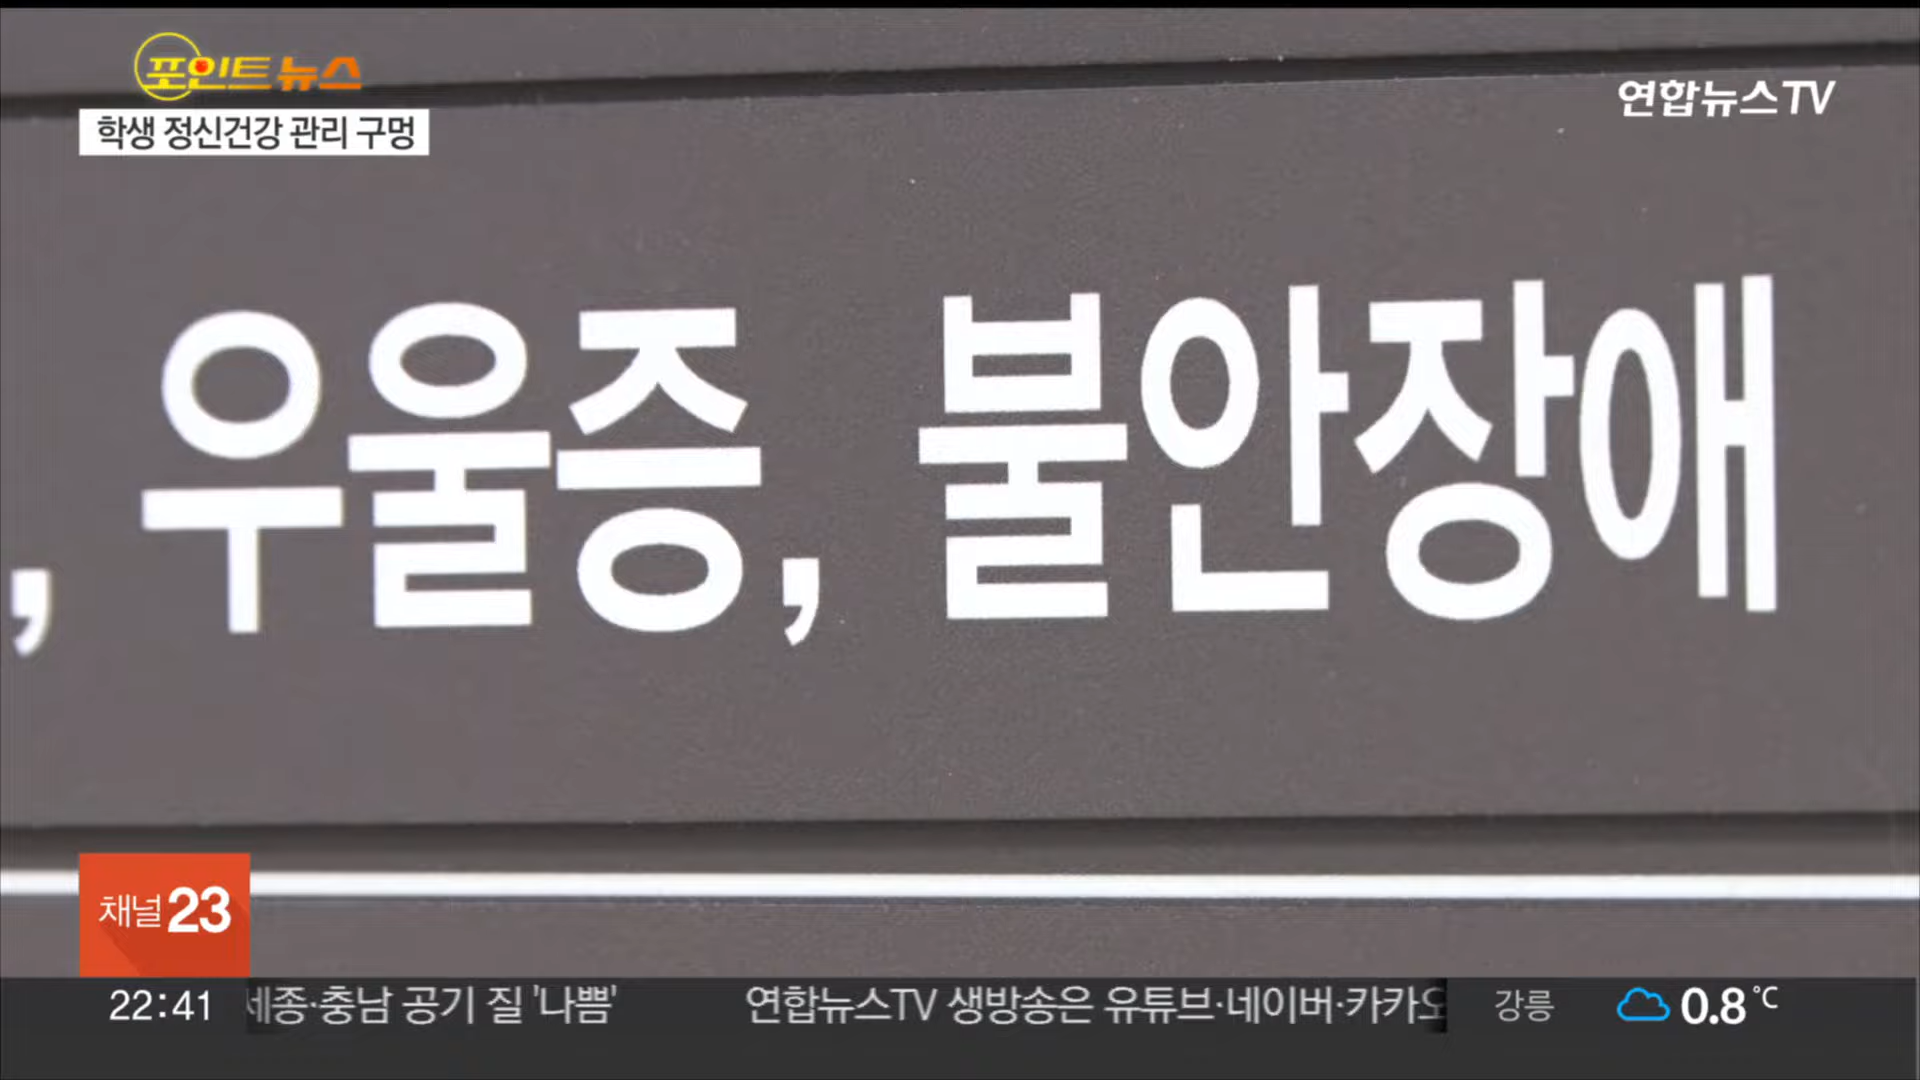 포인트뉴스
연합뉴스TV
학생 정신건강 관리 구멍
, 우울증, 불안장애
채널23
22:41 세종·충남 공기 질 '나쁨' 연합뉴스TV 생방송은 유튜브·네이버·카카오 강릉 0.8℃